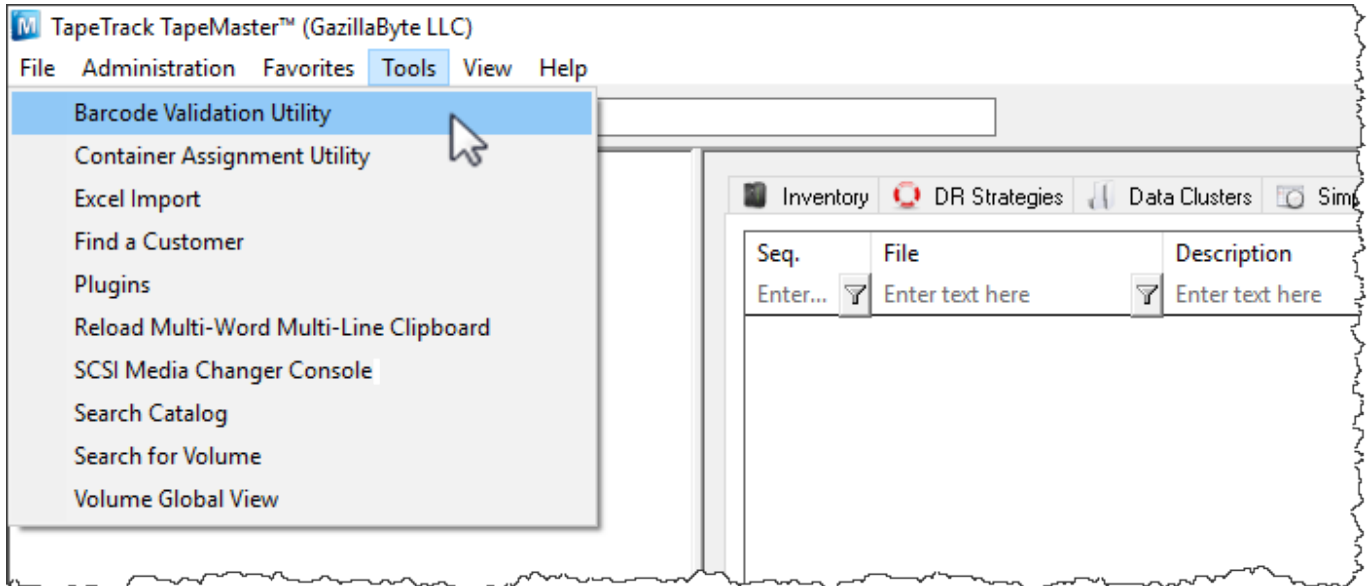 TapeTrack TapeMaster™ (GazillaByte LLC)
File Administration Favorites Tools View Help
Barcode Validation Utility
Container Assignment Utility
Excel Import
Find a Customer
Plugins
Reload Multi-Word Multi-Line Clipboard
SCSI Media Changer Console
Search Catalog
Search for Volume
Volume Global View
Inventory DR Strategies Data Clusters
Seq. File Description
Enter... Enter text here Enter text here